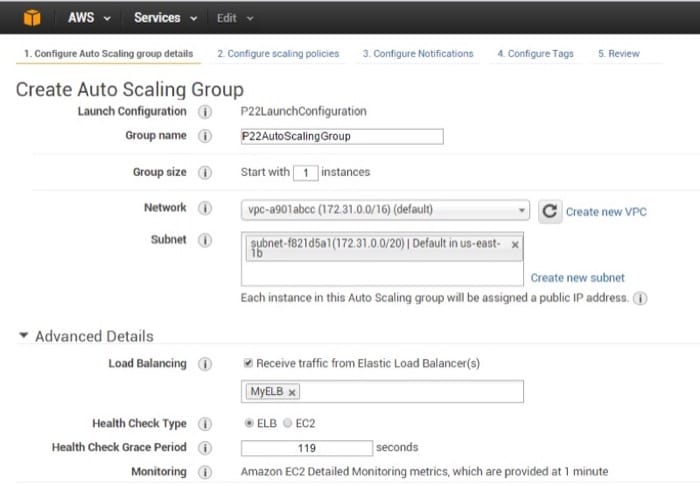 AWS Services Edit
1. Configure Auto Scaling group details 2. Configure scaling policies 3. Configure Notifications 4. Configure Tags 5. Review
Create Auto Scaling Group
Launch Configuration i P22LaunchConfiguration
Group name i P22AutoScalingGroup
Group size i Start with 1 instances
Network i vpc-a901abcc (172.31.0.0/16) (default) Create new VPC
Subnet i subnet-f821d5a1(172.31.0.0/20) | Default in us-east- x
1b
Create new subnet
Each instance in this Auto Scaling group will be assigned a public IP address. i
Advanced Details
Load Balancing i Receive traffic from Elastic Load Balancer(s)
MyELB x
Health Check Type i ELB EC2
Health Check Grace Period i 119 seconds
Monitoring i Amazon EC2 Detailed Monitoring metrics, which are provided at 1 minute